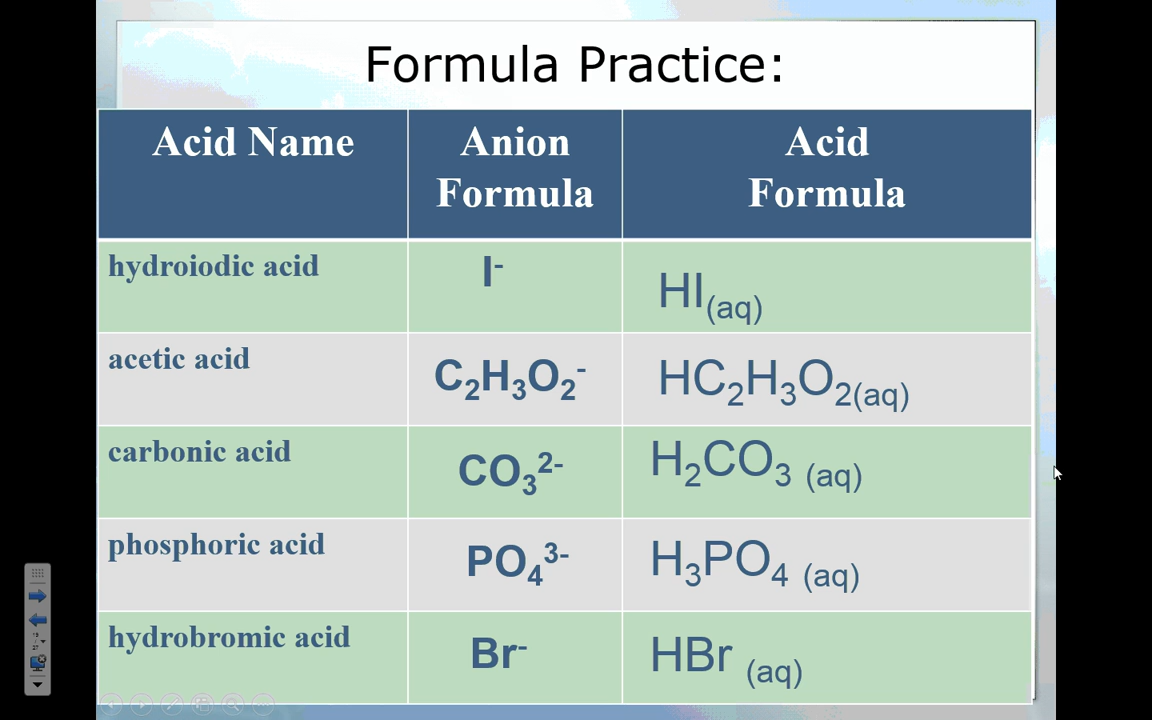 Formula Practice:
Acid Name
Anion
Formula
Acid
Formula
hydroiodic acid
I⁻
HI₍aq₎
acetic acid
C₂H₃O₂⁻
HC₂H₃O₂(aq)
carbonic acid
CO₃²⁻
H₂CO₃ (aq)
phosphoric acid
PO₄³⁻
H₃PO₄ (aq)
hydrobromic acid
Br⁻
HBr (aq)